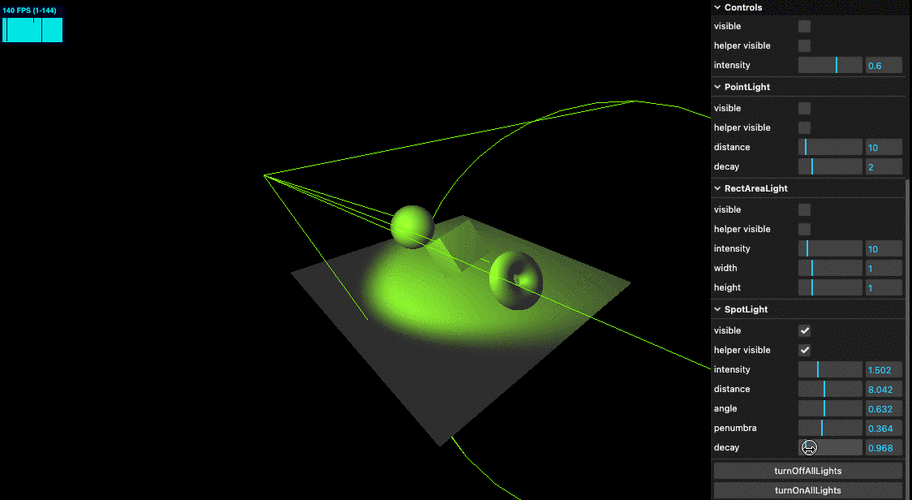 140 FPS (1-144)
Controls
visible
helper visible
intensity 0.6
PointLight
visible
helper visible
distance 10
decay 2
RectAreaLight
visible
helper visible
intensity 10
width 1
height 1
SpotLight
visible
helper visible
intensity 1.502
distance 8.042
angle 0.632
penumbra 0.364
decay 0.968
turnOffAllLights
turnOnAllLights